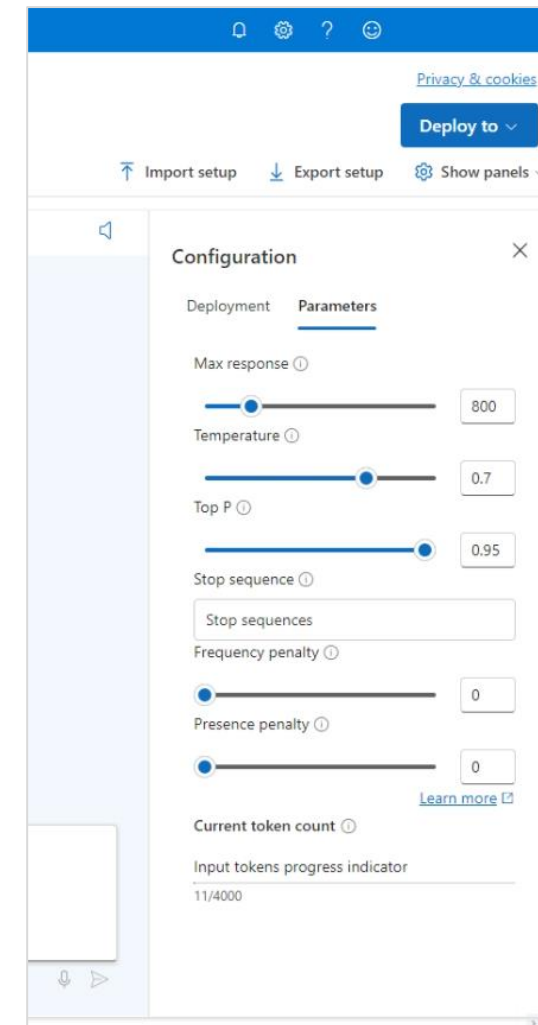 Privacy & cookies
Deploy to
Import setup Export setup Show panels
Configuration
Deployment Parameters
Max response
800
Temperature
0.7
Top P
0.95
Stop sequence
Stop sequences
Frequency penalty
0
Presence penalty
0
Learn more
Current token count
Input tokens progress indicator
11/4000